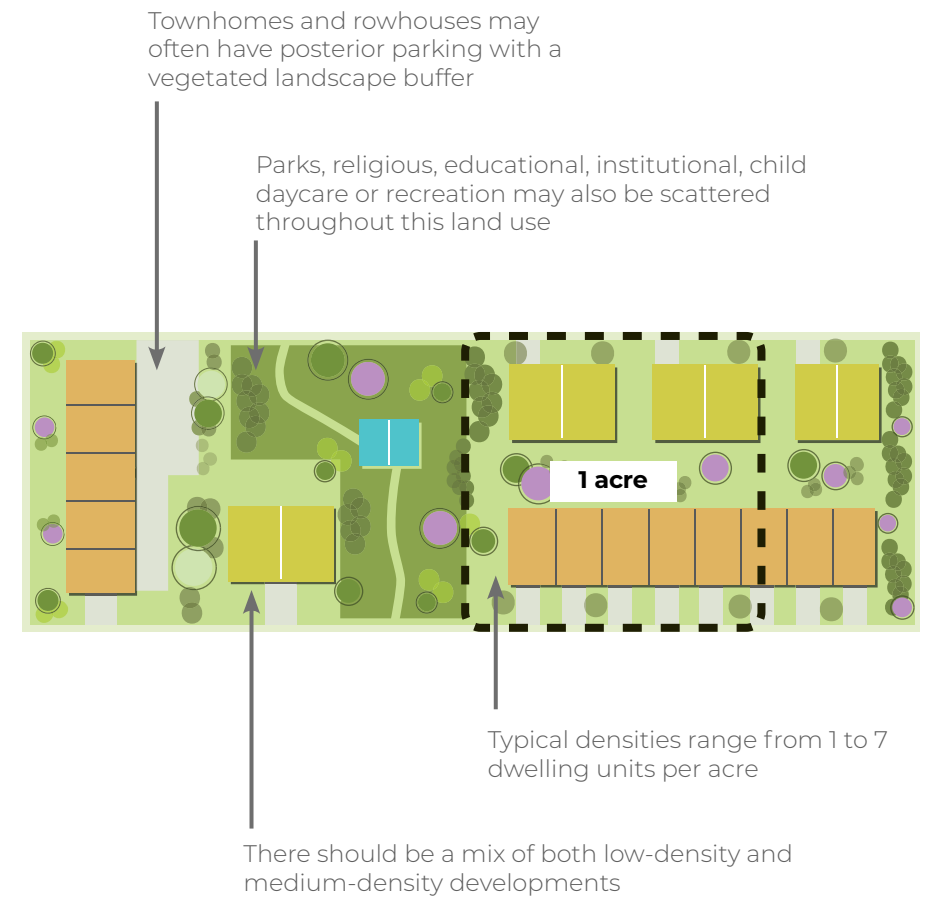 Townhomes and rowhouses may
often have posterior parking with a
vegetated landscape buffer
Parks, religious, educational, institutional, child
daycare or recreation may also be scattered
throughout this land use
1 acre
Typical densities range from 1 to 7
dwelling units per acre
There should be a mix of both low-density and
medium-density developments